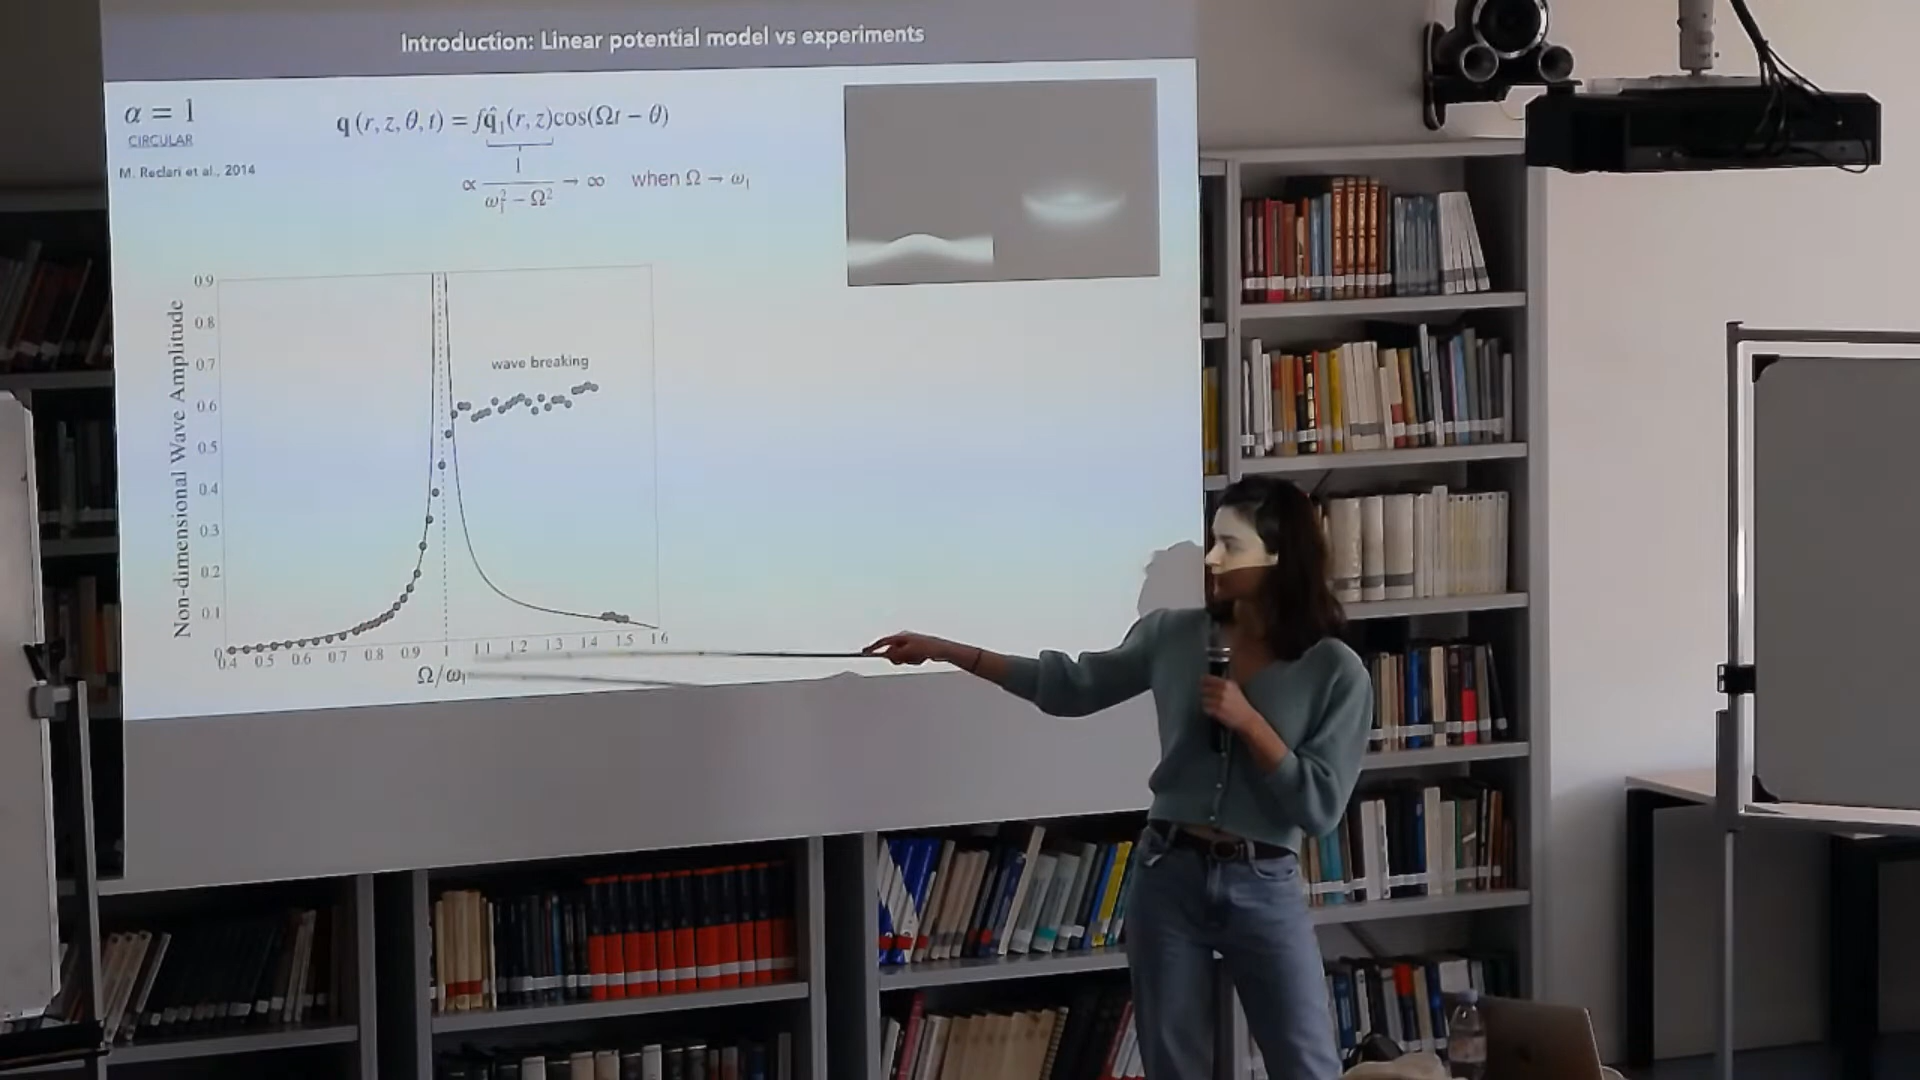 Introduction: Linear potential model vs experiments
α = 1
CIRCULAR
M. Reclari et al., 2014
q (r, z, θ, t) = f q̂₁(r, z)cos(Ωt − θ)
∝ 1 / (ω₁² − Ω²) → ∞ when Ω → ω₁
Non-dimensional Wave Amplitude
0.9
0.8
0.7
0.6
0.5
0.4
0.3
0.2
0.1
0
wave breaking
0.4 0.5 0.6 0.7 0.8 0.9 1 1.1 1.2 1.3 1.4 1.5 1.6
Ω/ω₁